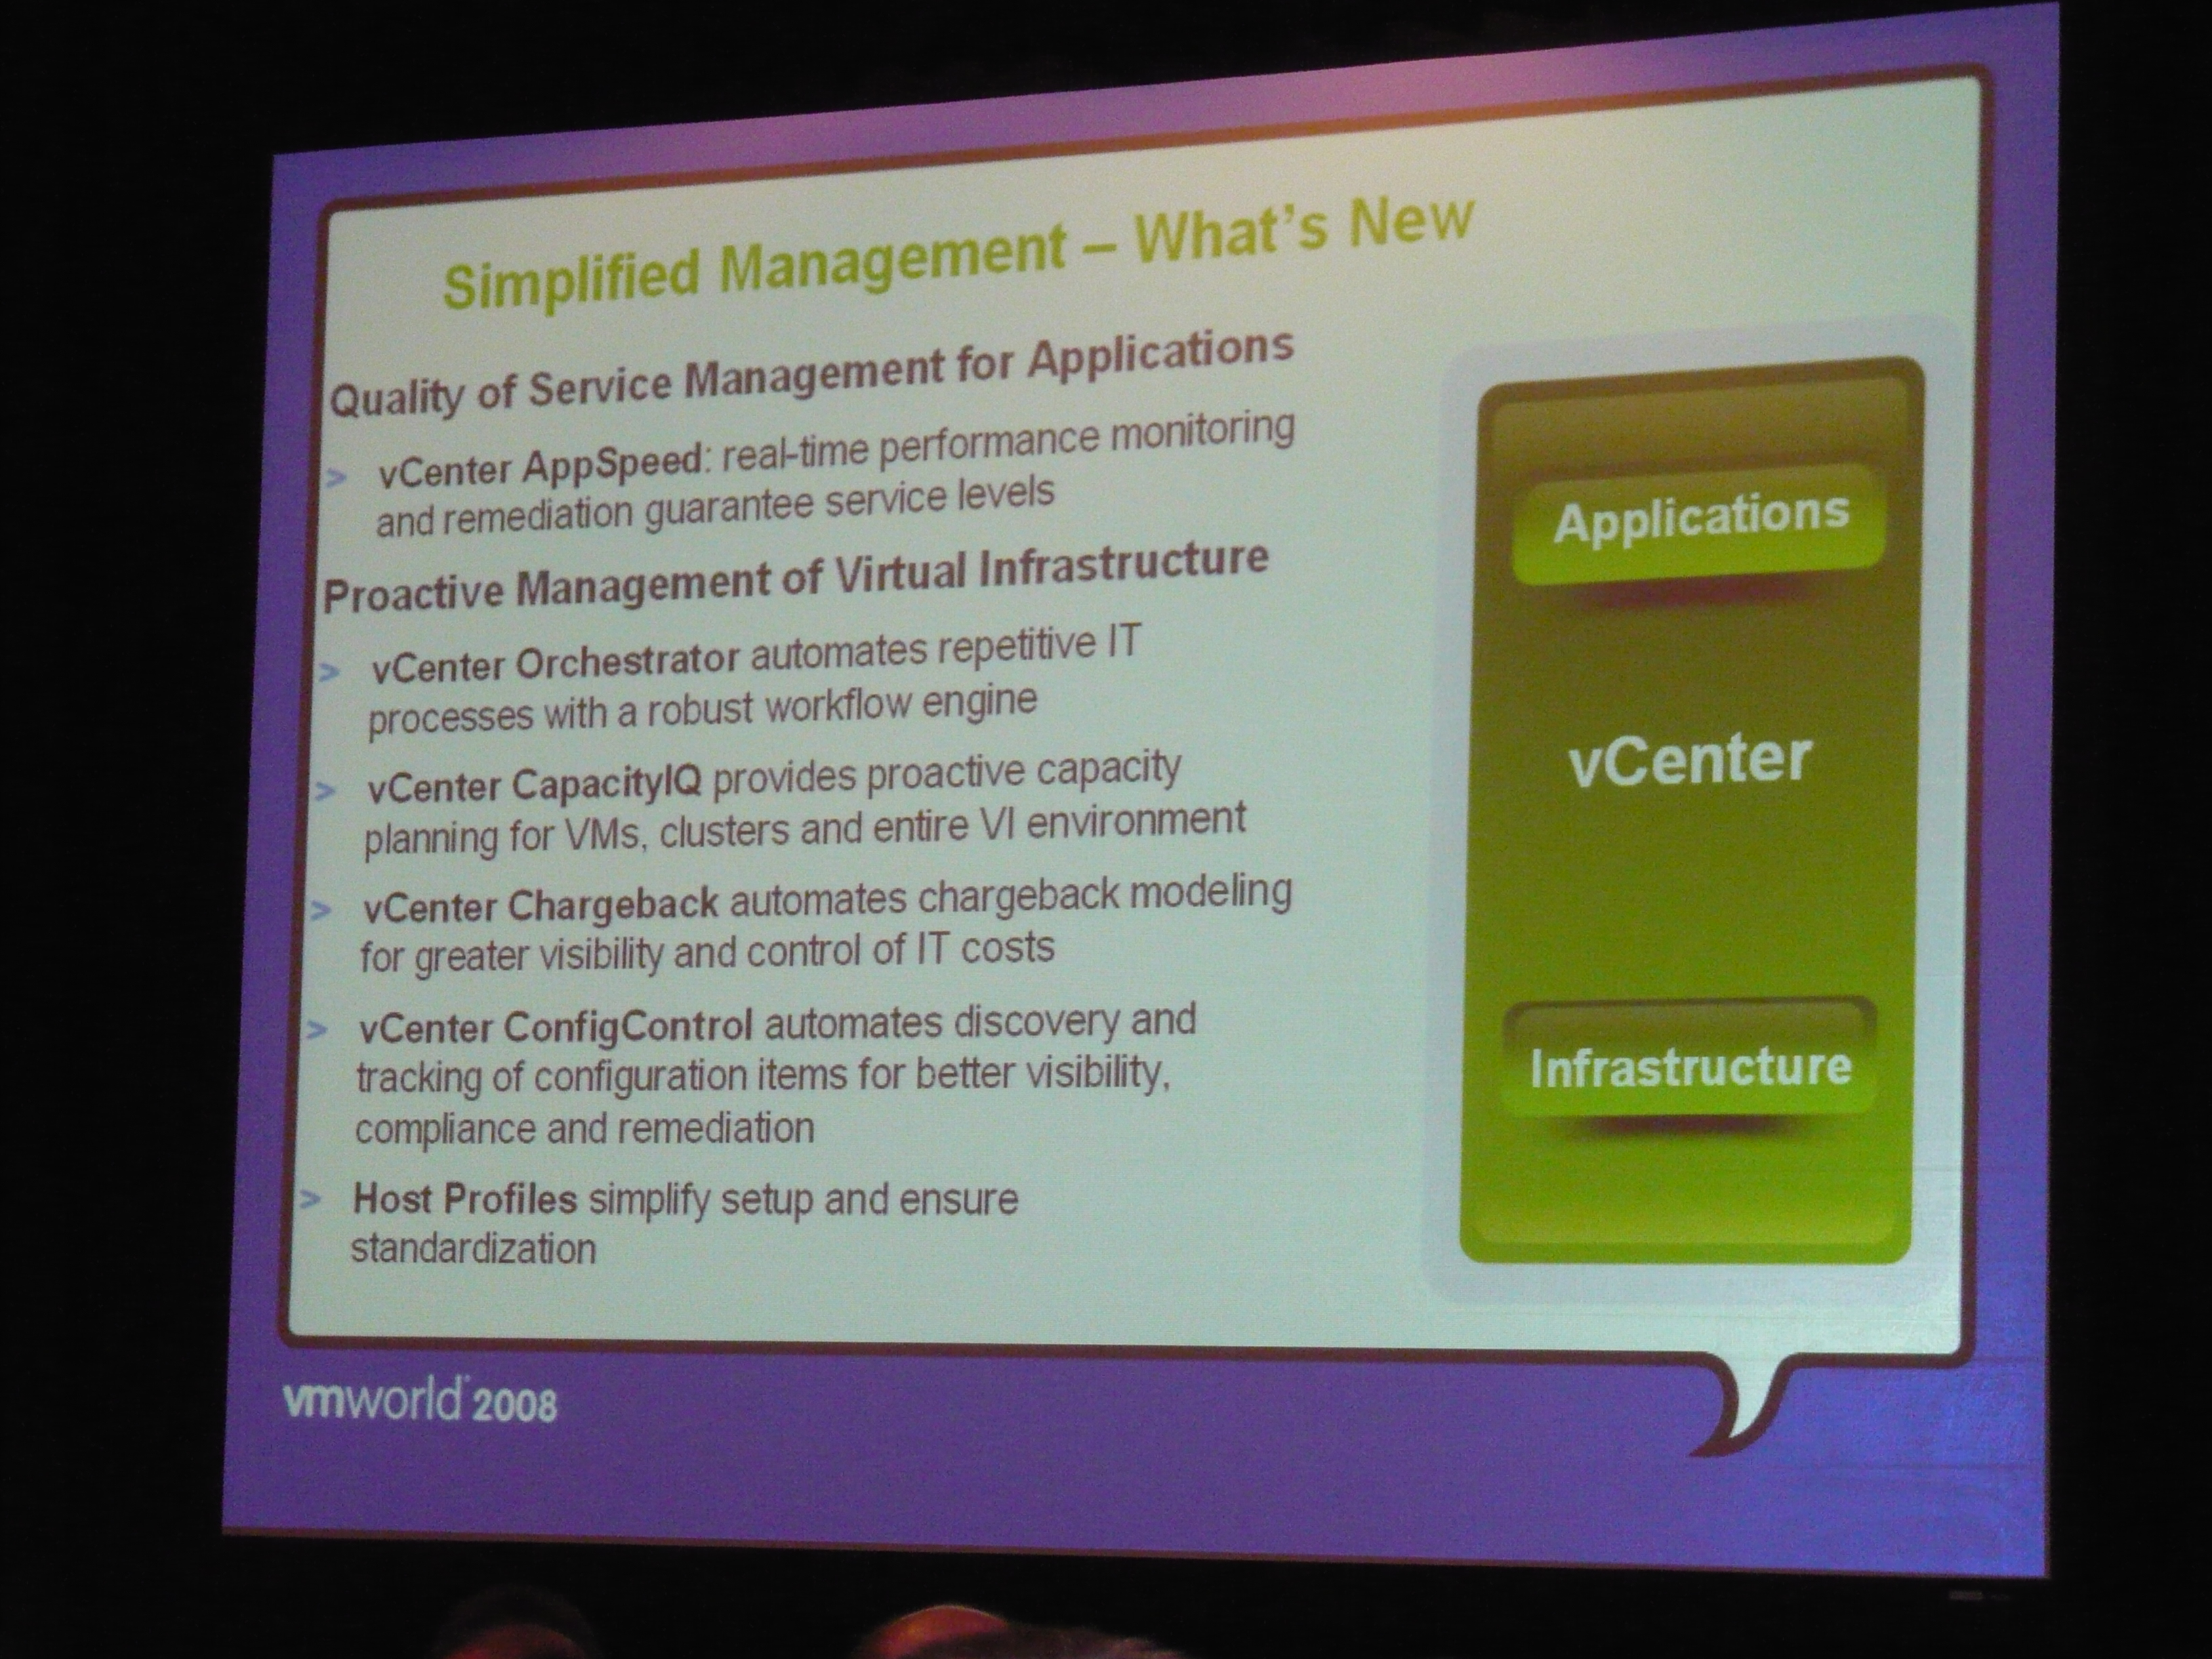 Simplified Management – What's New
Quality of Service Management for Applications
> vCenter AppSpeed: real-time performance monitoring
and remediation guarantee service levels
Proactive Management of Virtual Infrastructure
> vCenter Orchestrator automates repetitive IT
processes with a robust workflow engine
> vCenter CapacityIQ provides proactive capacity
planning for VMs, clusters and entire VI environment
> vCenter Chargeback automates chargeback modeling
for greater visibility and control of IT costs
> vCenter ConfigControl automates discovery and
tracking of configuration items for better visibility,
compliance and remediation
> Host Profiles simplify setup and ensure
standardization
Applications
vCenter
Infrastructure
vmworld 2008